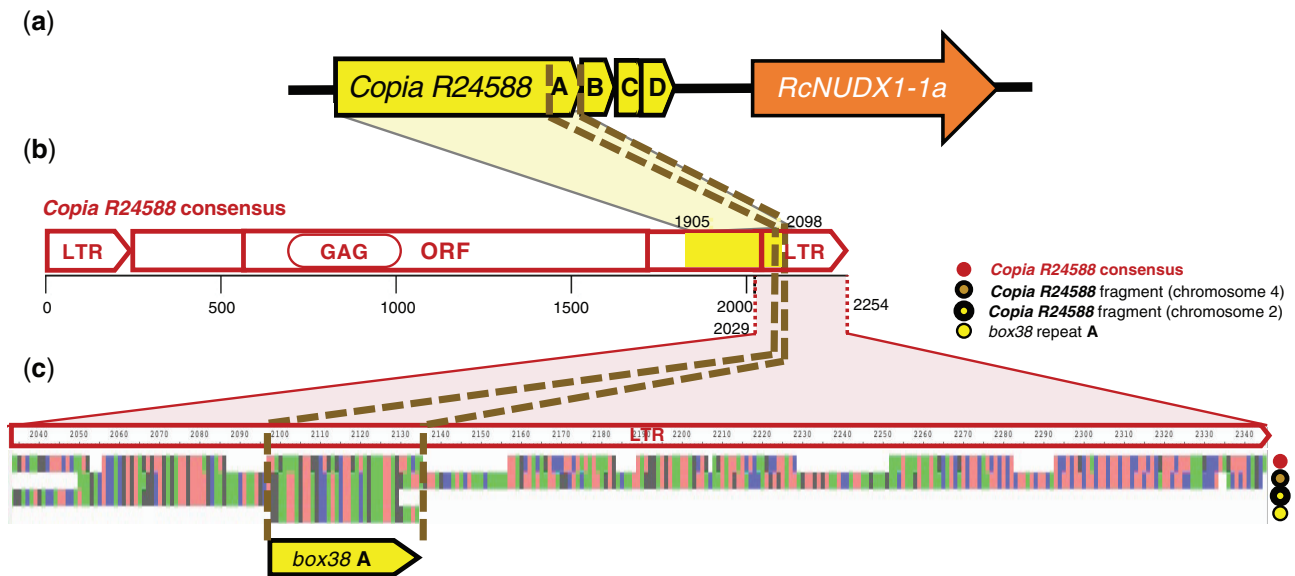 (a)
Copia R24588 A B C D RcNUDX1-1a
(b)
Copia R24588 consensus
1905 2098
LTR GAG ORF LTR
0 500 1000 1500 2000
2029 2254
Copia R24588 consensus
Copia R24588 fragment (chromosome 4)
Copia R24588 fragment (chromosome 2)
box38 repeat A
(c)
LTR
2040 2050 2060 2070 2080 2090 2100 2110 2120 2130 2140 2150 2160 2170 2180 2190 2200 2210 2220 2230 2240 2250 2260 2270 2280 2290 2300 2310 2320 2330 2340
box38 A